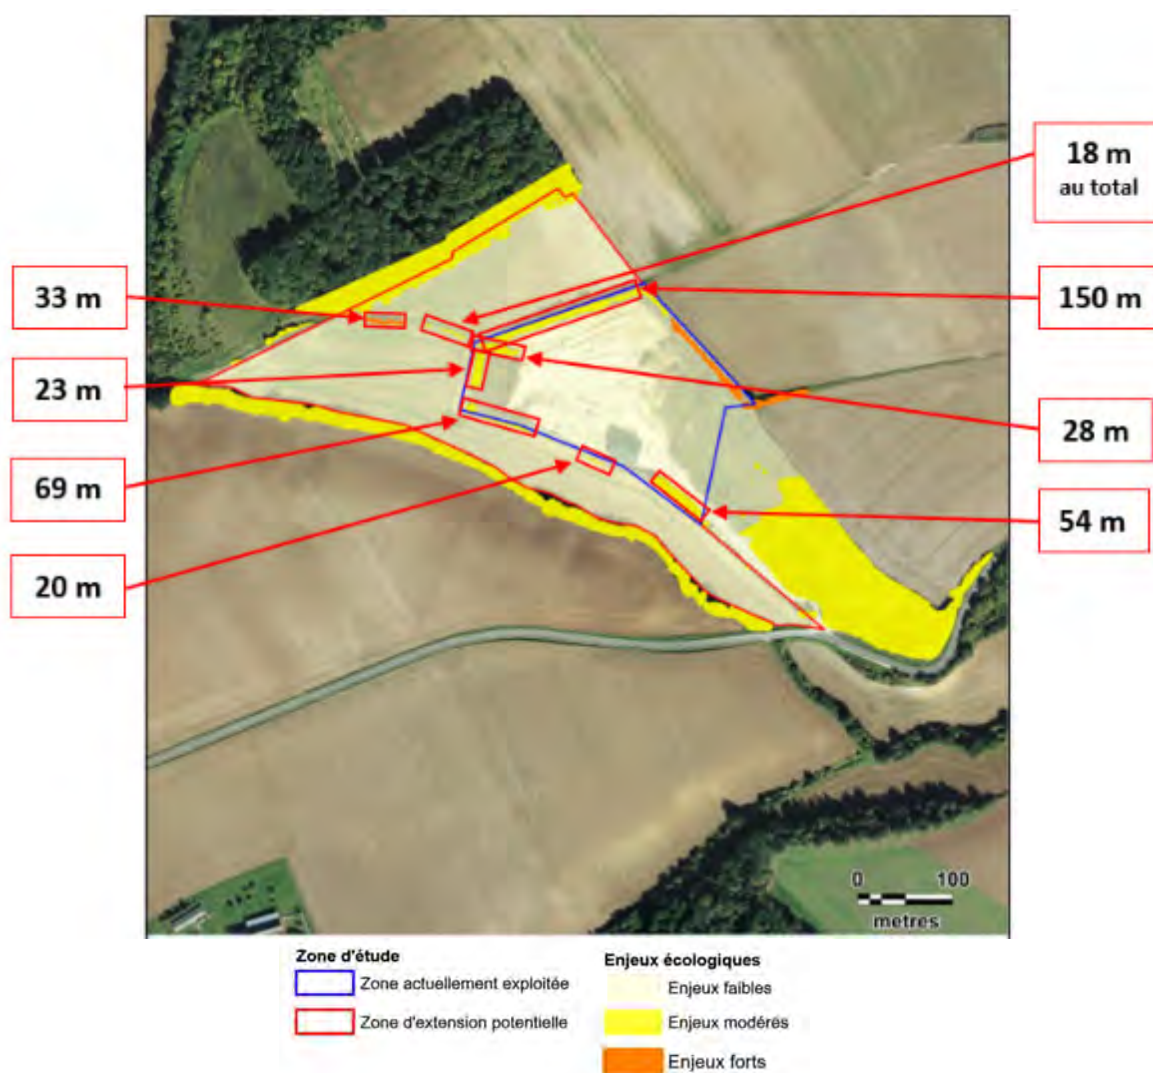 18 m
au total
33 m
150 m
23 m
28 m
69 m
54 m
20 m
0 100
metres
Zone d'étude
Zone actuellement exploitée
Zone d'extension potentielle
Enjeux écologiques
Enjeux faibles
Enjeux modérés
Enjeux forts